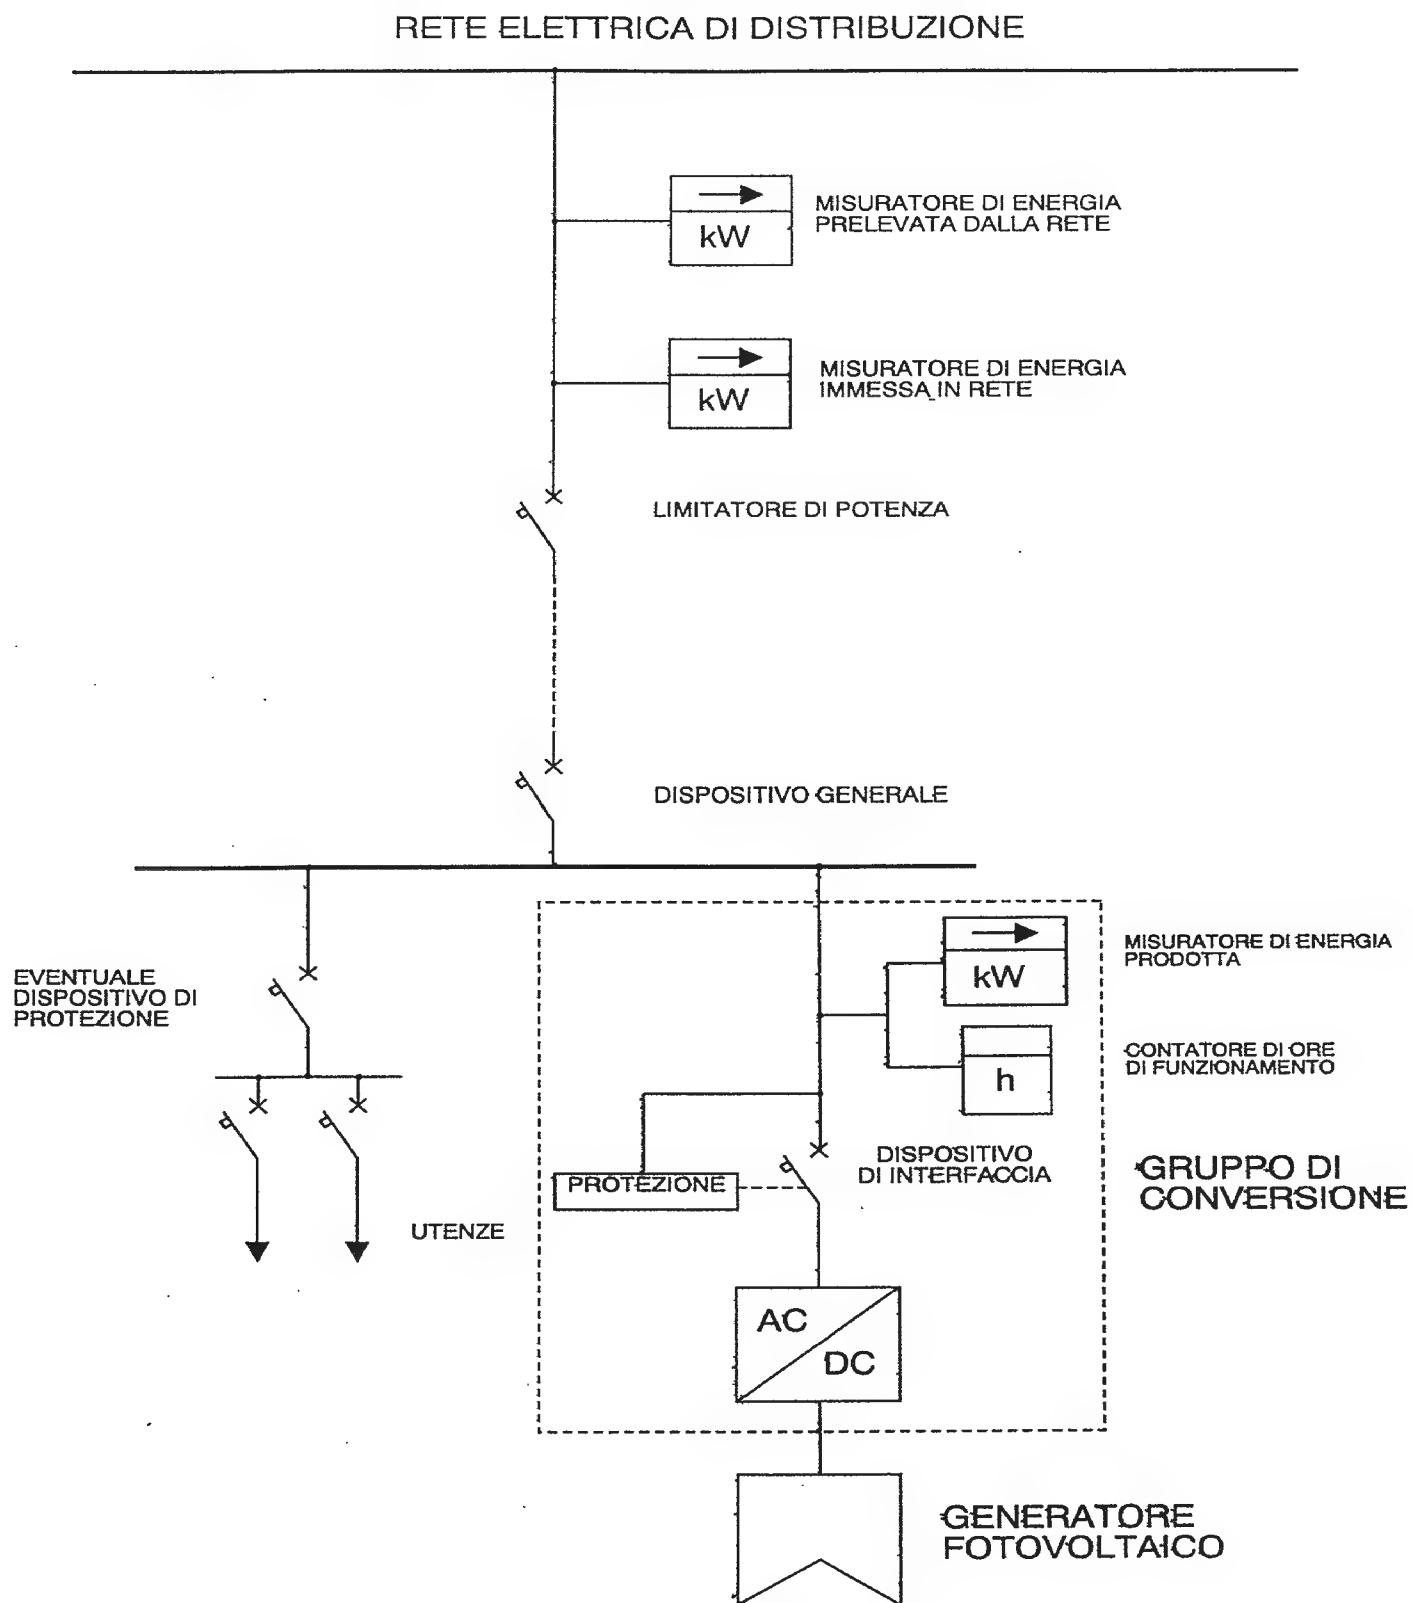 RETE ELETTRICA DI DISTRIBUZIONE
MISURATORE DI ENERGIA
PRELEVATA DALLA RETE
kW
MISURATORE DI ENERGIA
IMMESSA IN RETE
kW
LIMITATORE DI POTENZA
DISPOSITIVO GENERALE
MISURATORE DI ENERGIA
PRODOTTA
kW
EVENTUALE
DISPOSITIVO DI
PROTEZIONE
CONTATORE DI ORE
DI FUNZIONAMENTO
h
DISPOSITIVO
DI INTERFACCIA
PROTEZIONE
GRUPPO DI
CONVERSIONE
UTENZE
AC
DC
GENERATORE
FOTOVOLTAICO